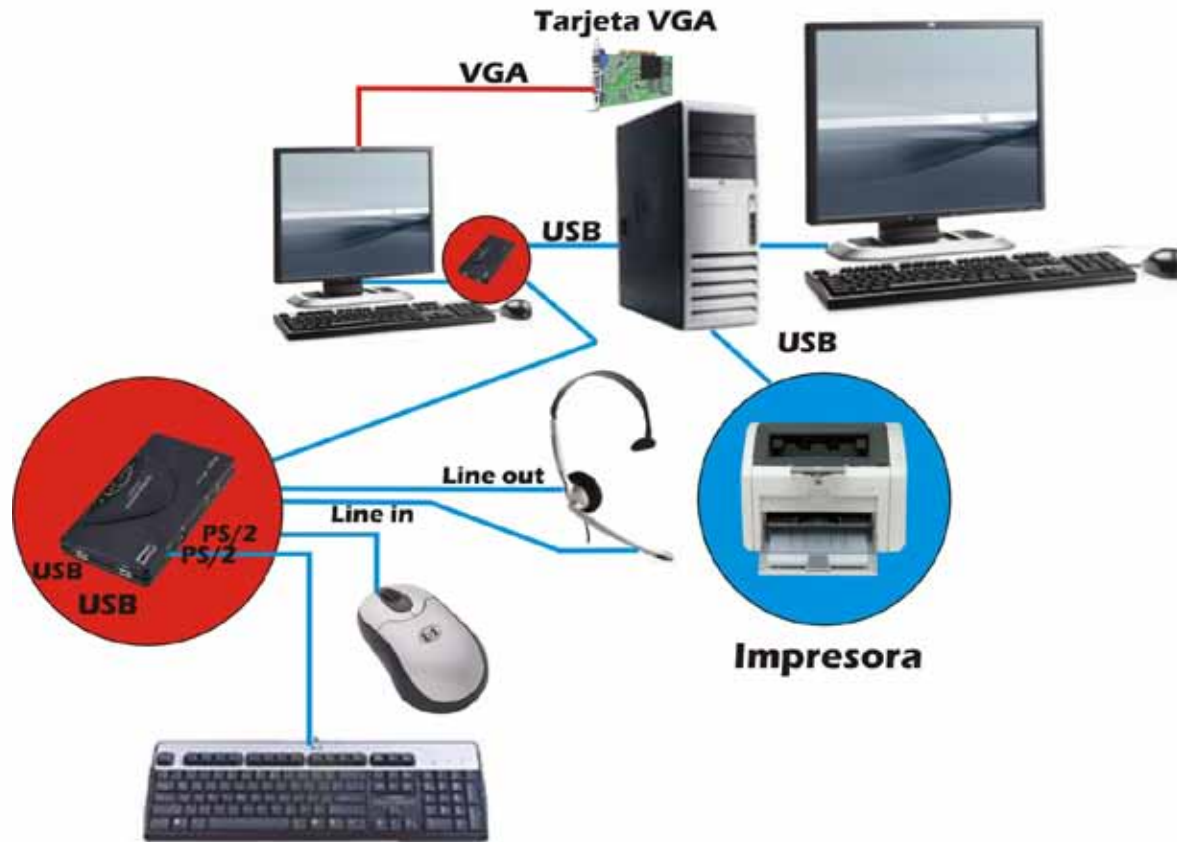 Tarjeta VGA
VGA
USB
USB
Line out
Line in
PS/2
PS/2
USB
USB
Impresora